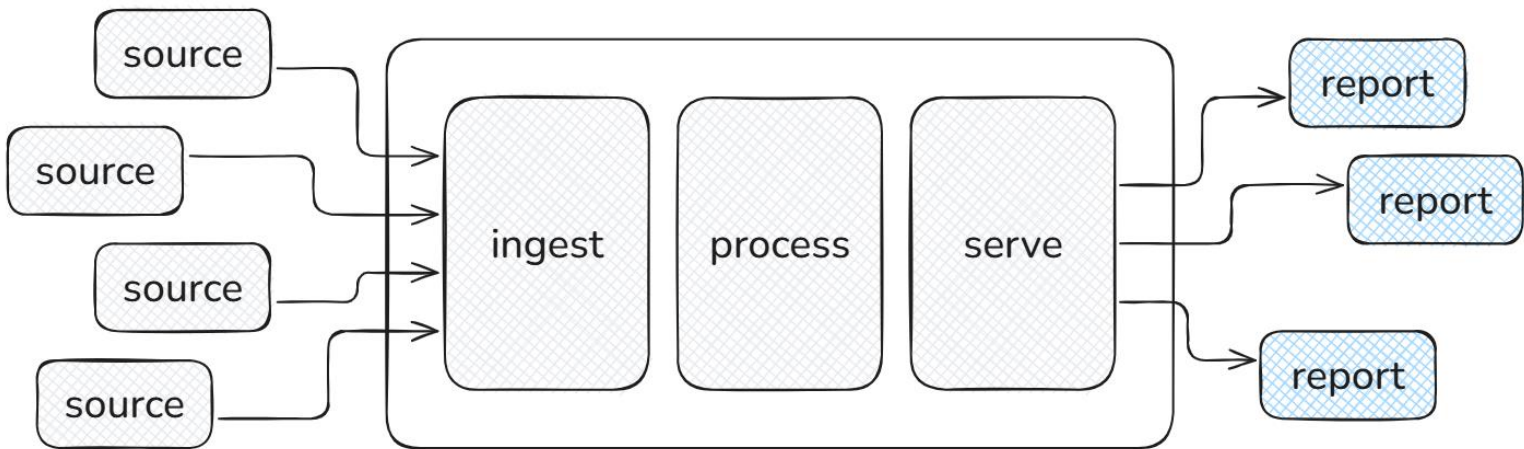 source
source
source
source
ingest
process
serve
report
report
report